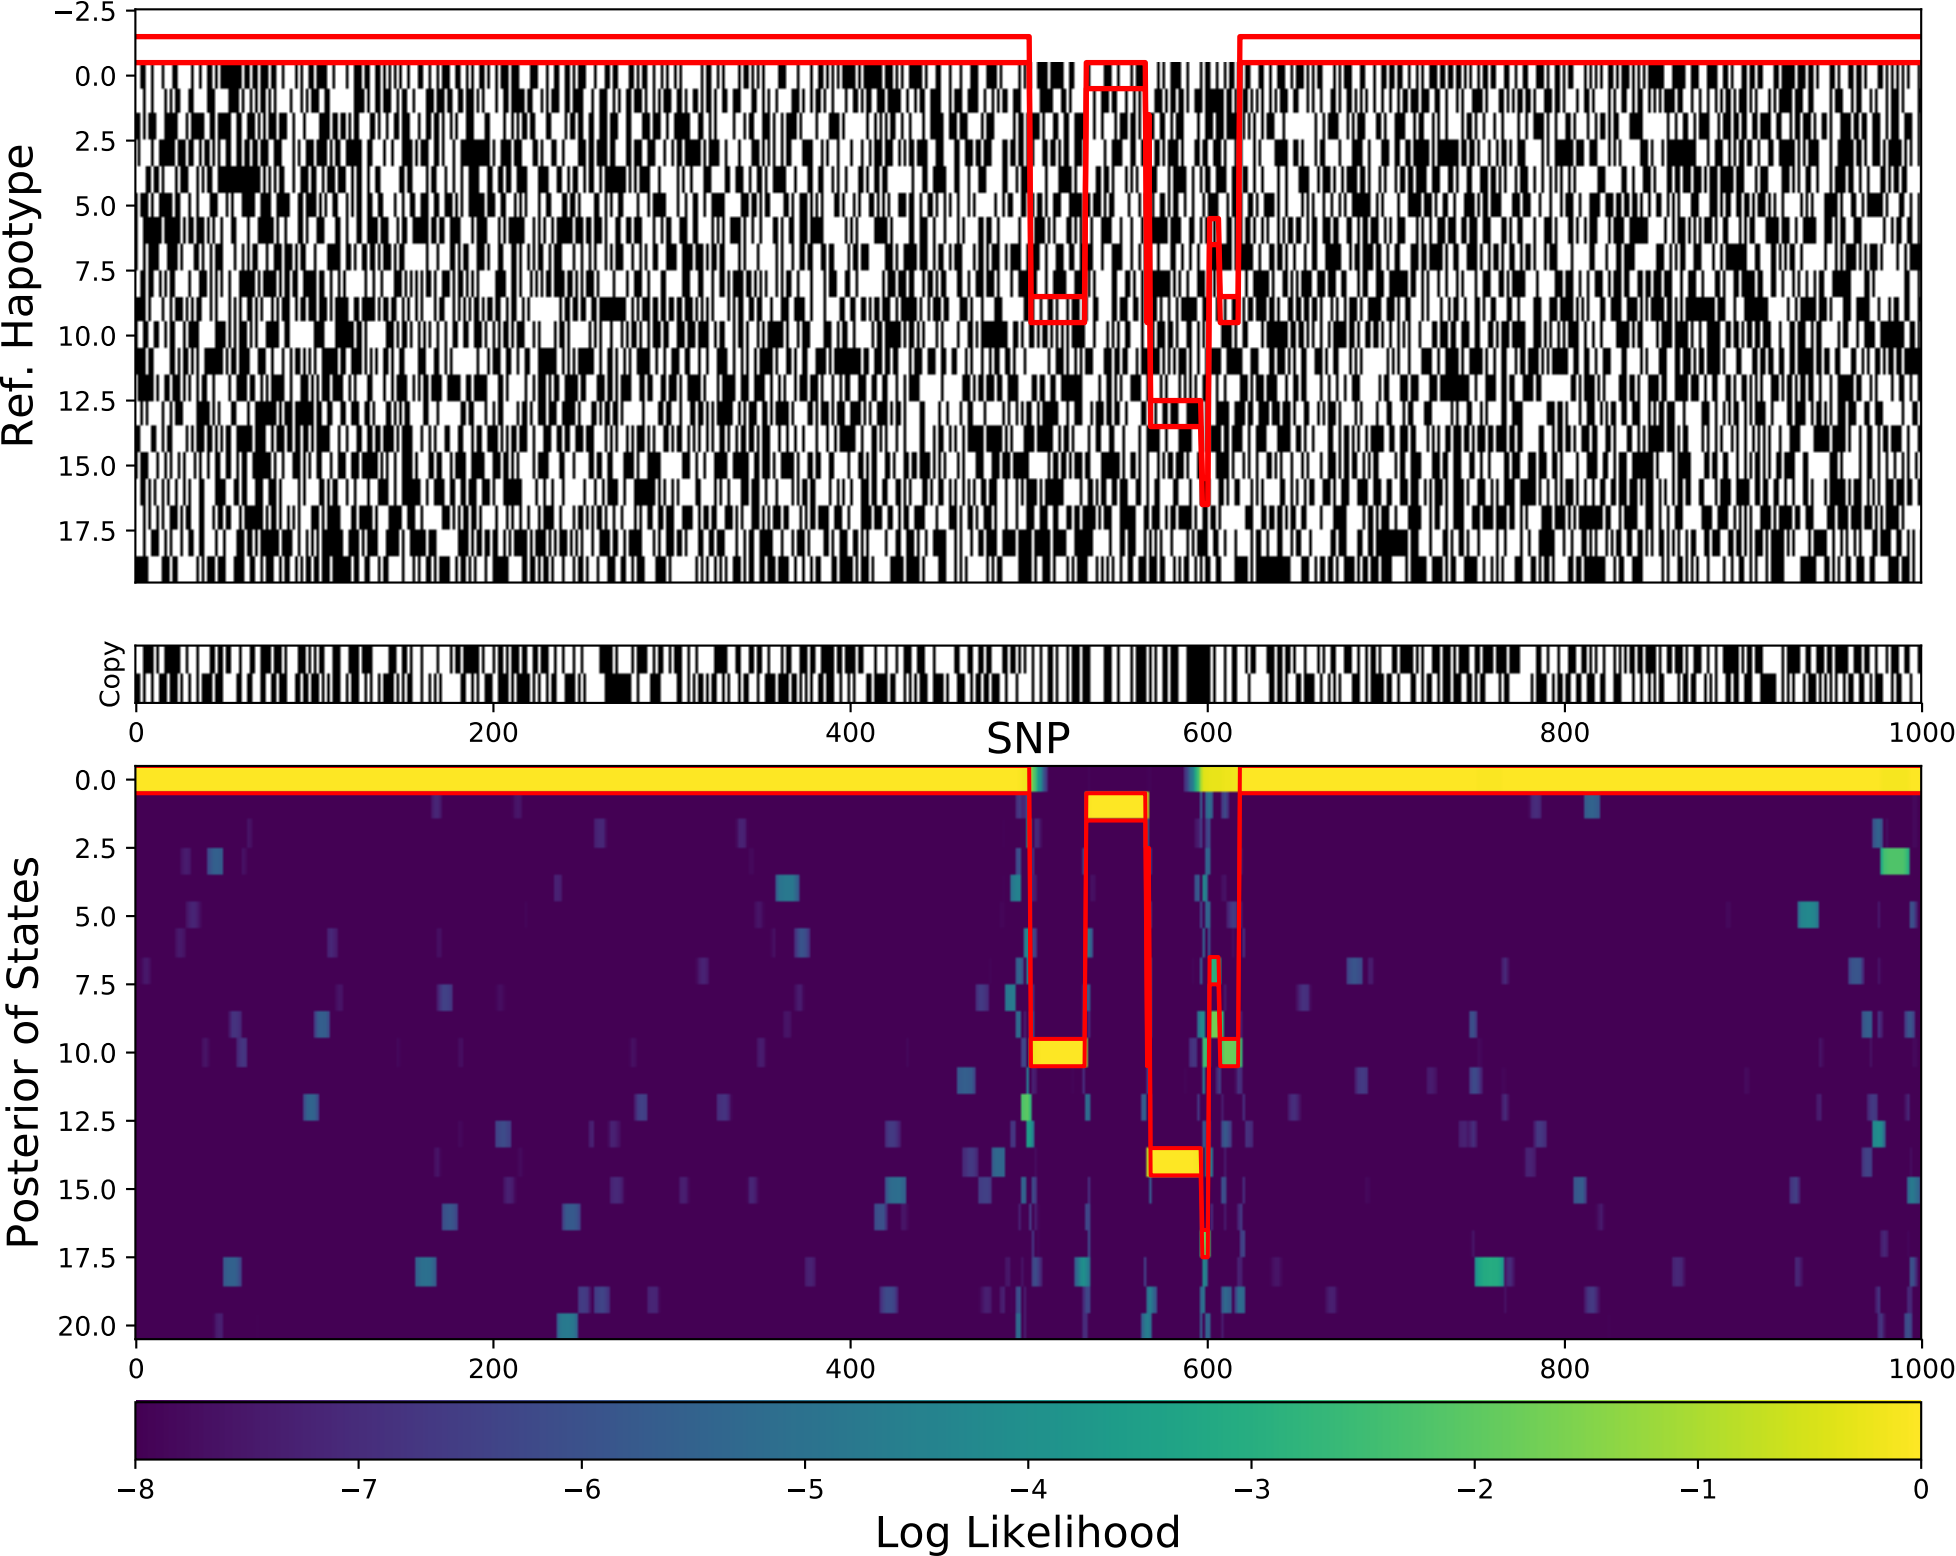 Ref. Hapotype
−2.5
0.0
2.5
5.0
7.5
10.0
12.5
15.0
17.5
Copy
0 200 400 600 800 1000
SNP
Posterior of States
0.0
2.5
5.0
7.5
10.0
12.5
15.0
17.5
20.0
0 200 400 600 800 1000
−8 −7 −6 −5 −4 −3 −2 −1 0
Log Likelihood